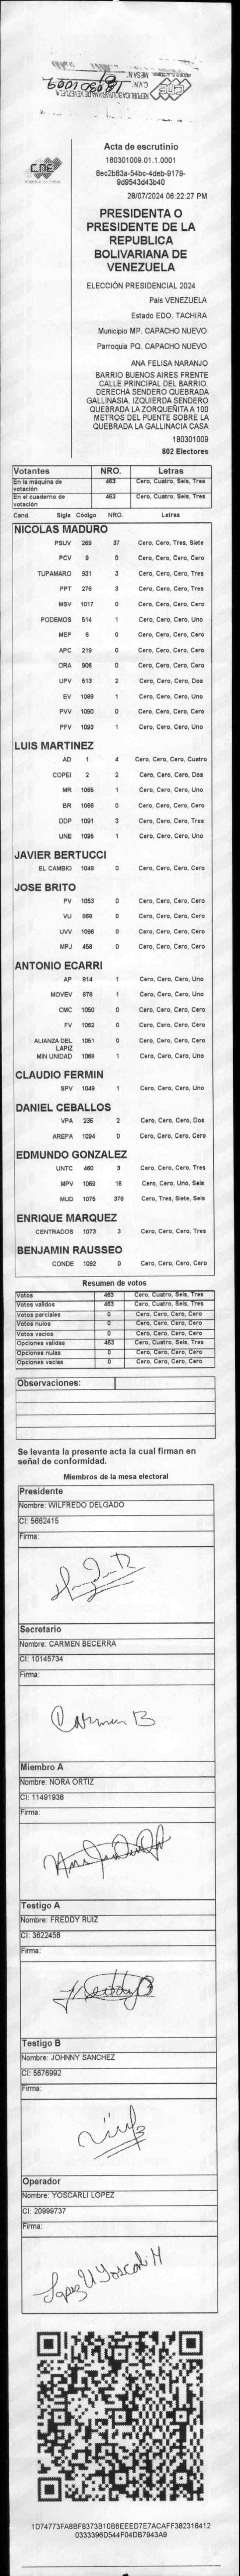 180301009
C.N.V.
MESA N.
REPUBLICA BOLIVARIANA DE VENEZUELA
CNE
CNE
Acta de escrutinio
180301009.01.1.0001
8ec2b83a-54bc-4deb-9179-
9d9543d43b40
28/07/2024 06:22:27 PM
PRESIDENTA O
PRESIDENTE DE LA
REPUBLICA
BOLIVARIANA DE
VENEZUELA
ELECCIÓN PRESIDENCIAL 2024
Pais VENEZUELA
Estado EDO. TACHIRA
Municipio MP. CAPACHO NUEVO
Parroquia PQ. CAPACHO NUEVO
ANA FELISA NARANJO
BARRIO BUENOS AIRES FRENTE
CALLE PRINCIPAL DEL BARRIO.
DERECHA SENDERO QUEBRADA
GALLINASIA. IZQUIERDA SENDERO
QUEBRADA LA ZORQUEÑITA A 100
METROS DEL PUENTE SOBRE LA
QUEBRADA LA GALLINACIA CASA
180301009
802 Electores
Votantes NRO. Letras
En la máquina de votación 463 Cero, Cuatro, Seis, Tres
En el cuaderno de votación 463 Cero, Cuatro, Seis, Tres
Cand. Sigla Código NRO. Letras
NICOLAS MADURO
PSUV 269 37 Cero, Cero, Tres, Siete
PCV 9 0 Cero, Cero, Cero, Cero
TUPAMARO 931 3 Cero, Cero, Cero, Tres
PPT 276 3 Cero, Cero, Cero, Tres
MSV 1017 0 Cero, Cero, Cero, Cero
PODEMOS 514 1 Cero, Cero, Cero, Uno
MEP 6 0 Cero, Cero, Cero, Cero
APC 219 0 Cero, Cero, Cero, Cero
ORA 906 0 Cero, Cero, Cero, Cero
UPV 513 2 Cero, Cero, Cero, Dos
EV 1089 1 Cero, Cero, Cero, Uno
PVV 1090 0 Cero, Cero, Cero, Cero
PFV 1093 1 Cero, Cero, Cero, Uno
LUIS MARTINEZ
AD 1 4 Cero, Cero, Cero, Cuatro
COPEI 2 2 Cero, Cero, Cero, Dos
MR 1065 1 Cero, Cero, Cero, Uno
BR 1066 0 Cero, Cero, Cero, Cero
DDP 1091 3 Cero, Cero, Cero, Tres
UNE 1095 1 Cero, Cero, Cero, Uno
JAVIER BERTUCCI
EL CAMBIO 1048 0 Cero, Cero, Cero, Cero
JOSE BRITO
PV 1053 0 Cero, Cero, Cero, Cero
VU 969 0 Cero, Cero, Cero, Cero
UVV 1096 0 Cero, Cero, Cero, Cero
MPJ 458 0 Cero, Cero, Cero, Cero
ANTONIO ECARRI
AP 914 1 Cero, Cero, Cero, Uno
MOVEV 878 1 Cero, Cero, Cero, Uno
CMC 1050 0 Cero, Cero, Cero, Cero
FV 1062 0 Cero, Cero, Cero, Cero
ALIANZA DEL LAPIZ 1051 0 Cero, Cero, Cero, Cero
MIN UNIDAD 1068 1 Cero, Cero, Cero, Uno
CLAUDIO FERMIN
SPV 1049 1 Cero, Cero, Cero, Uno
DANIEL CEBALLOS
VPA 236 2 Cero, Cero, Cero, Dos
AREPA 1094 0 Cero, Cero, Cero, Cero
EDMUNDO GONZALEZ
UNTC 460 3 Cero, Cero, Cero, Tres
MPV 1069 16 Cero, Cero, Uno, Seis
MUD 1075 376 Cero, Tres, Siete, Seis
ENRIQUE MARQUEZ
CENTRADOS 1073 3 Cero, Cero, Cero, Tres
BENJAMIN RAUSSEO
CONDE 1092 0 Cero, Cero, Cero, Cero
Resumen de votos
Votos 463 Cero, Cuatro, Seis, Tres
Votos validos 463 Cero, Cuatro, Seis, Tres
Votos parciales 0 Cero, Cero, Cero, Cero
Votos nulos 0 Cero, Cero, Cero, Cero
Votos vacios 0 Cero, Cero, Cero, Cero
Opciones validas 463 Cero, Cuatro, Seis, Tres
Opciones nulas 0 Cero, Cero, Cero, Cero
Opciones vacias 0 Cero, Cero, Cero, Cero
Observaciones:
Se levanta la presente acta la cual firman en
señal de conformidad.
Miembros de la mesa electoral
Presidente
Nombre: WILFREDO DELGADO
CI: 5662415
Firma:
Secretario
Nombre: CARMEN BECERRA
CI: 10145734
Firma:
Carmen B
Miembro A
Nombre: NORA ORTIZ
CI: 11491938
Firma:
Testigo A
Nombre: FREDDY RUIZ
CI: 3622458
Firma:
Freddy
Testigo B
Nombre: JOHNNY SANCHEZ
CI: 5676992
Firma:
Operador
Nombre: YOSCARLI LOPEZ
CI: 20999737
Firma:
Lopez U Yoscarli M
1D74773FA8BF8373B10B6EEED7E7ACAFF382318412
0333396D544F04DB7943A9